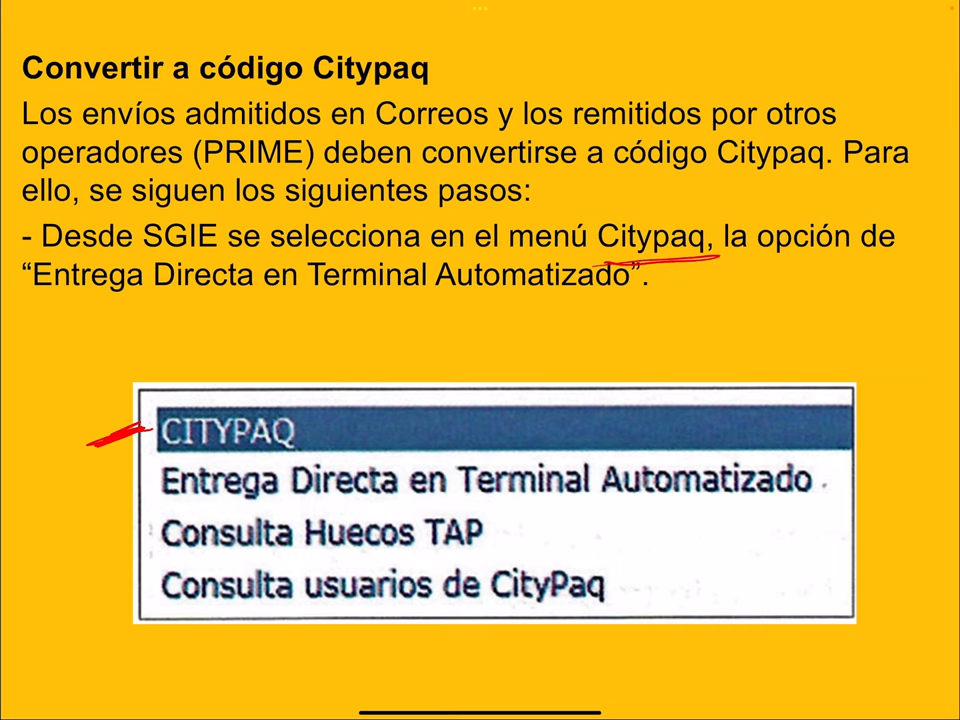 Convertir a código Citypaq
Los envíos admitidos en Correos y los remitidos por otros
operadores (PRIME) deben convertirse a código Citypaq. Para
ello, se siguen los siguientes pasos:
- Desde SGIE se selecciona en el menú Citypaq, la opción de
“Entrega Directa en Terminal Automatizado”.
CITYPAQ
Entrega Directa en Terminal Automatizado
Consulta Huecos TAP
Consulta usuarios de CityPaq